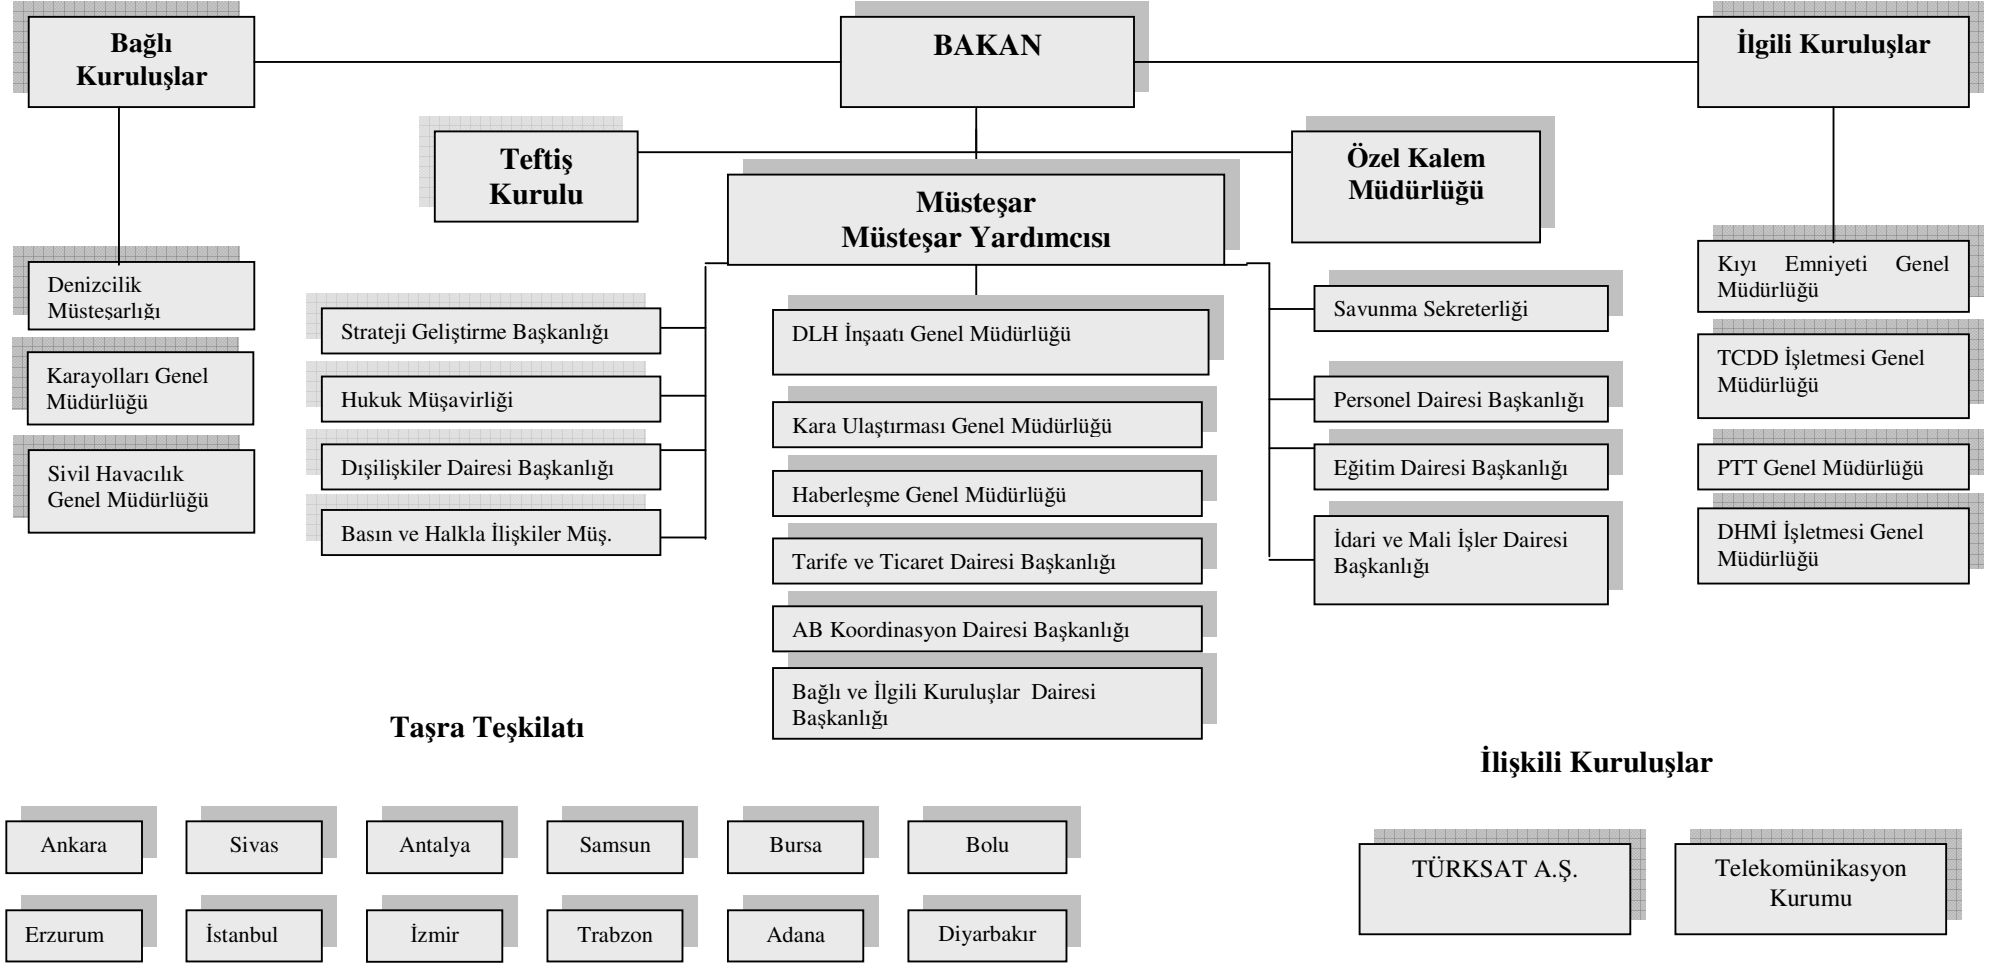 Bağlı
Kuruluşlar
BAKAN
İlgili Kuruluşlar
Teftiş
Kurulu
Özel Kalem
Müdürlüğü
Müsteşar
Müsteşar Yardımcısı
Denizcilik
Müsteşarlığı
Karayolları Genel
Müdürlüğü
Sivil Havacılık
Genel Müdürlüğü
Strateji Geliştirme Başkanlığı
Hukuk Müşavirliği
Dışilişkiler Dairesi Başkanlığı
Basın ve Halkla İlişkiler Müş.
DLH İnşaatı Genel Müdürlüğü
Kara Ulaştırması Genel Müdürlüğü
Haberleşme Genel Müdürlüğü
Tarife ve Ticaret Dairesi Başkanlığı
AB Koordinasyon Dairesi Başkanlığı
Bağlı ve İlgili Kuruluşlar Dairesi
Başkanlığı
Savunma Sekreterliği
Personel Dairesi Başkanlığı
Eğitim Dairesi Başkanlığı
İdari ve Mali İşler Dairesi
Başkanlığı
Kıyı Emniyeti Genel
Müdürlüğü
TCDD İşletmesi Genel
Müdürlüğü
PTT Genel Müdürlüğü
DHMİ İşletmesi Genel
Müdürlüğü
Taşra Teşkilatı
Ankara
Sivas
Antalya
Samsun
Bursa
Bolu
Erzurum
İstanbul
İzmir
Trabzon
Adana
Diyarbakır
İlişkili Kuruluşlar
TÜRKSAT A.Ş.
Telekomünikasyon
Kurumu